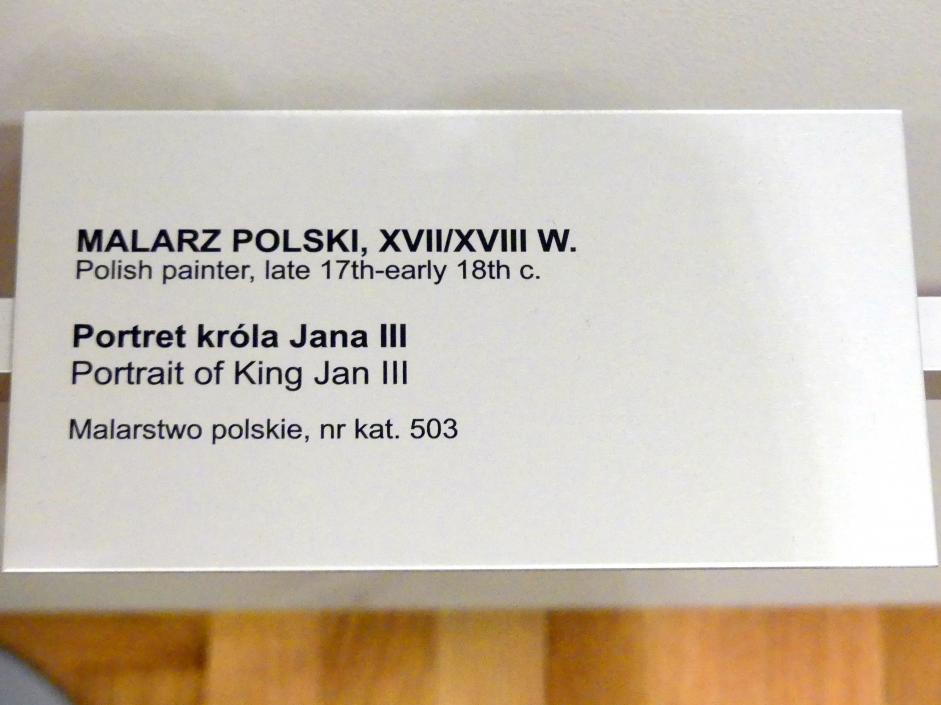 MALARZ POLSKI, XVII/XVIII W.
Polish painter, late 17th-early 18th c.
Portret króla Jana III
Portrait of King Jan III
Malarstwo polskie, nr kat. 503